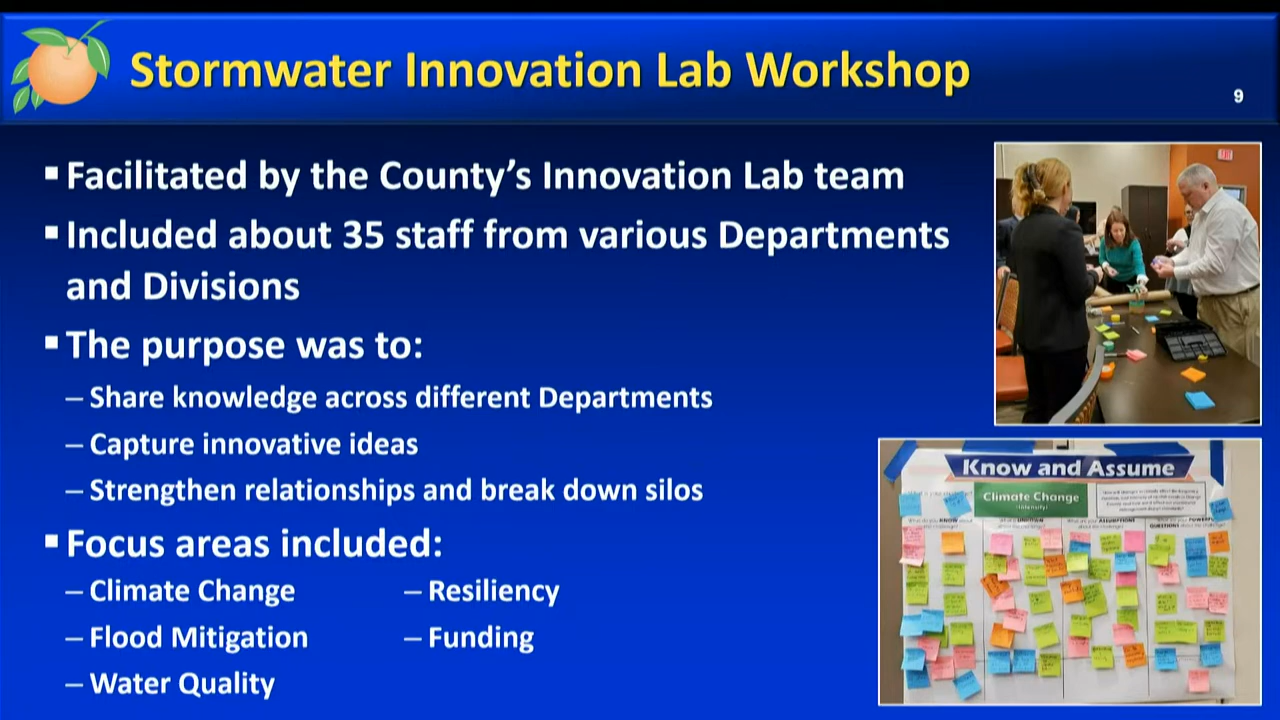 Stormwater Innovation Lab Workshop
9
▪ Facilitated by the County’s Innovation Lab team
▪ Included about 35 staff from various Departments
and Divisions
▪ The purpose was to:
– Share knowledge across different Departments
– Capture innovative ideas
– Strengthen relationships and break down silos
▪ Focus areas included:
– Climate Change
– Flood Mitigation
– Water Quality
– Resiliency
– Funding
Know and Assume
Climate Change